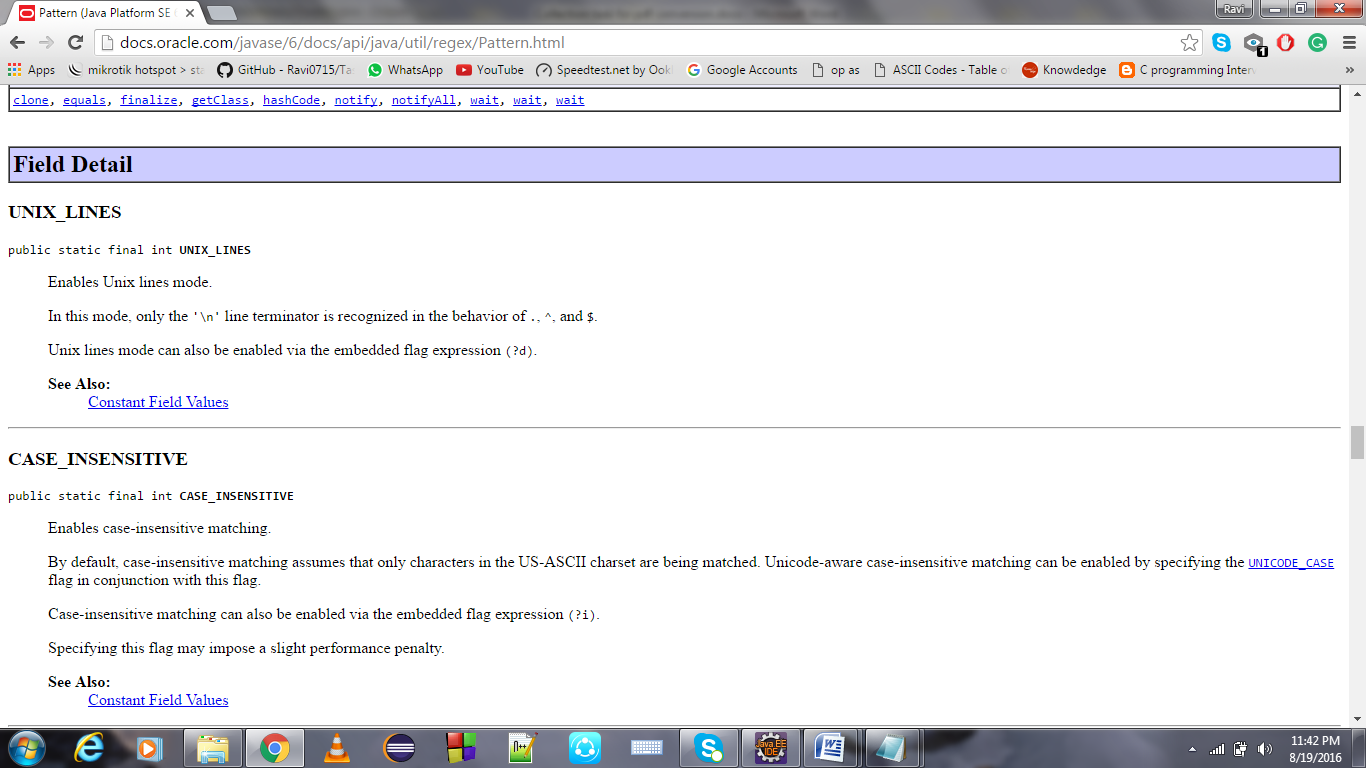 Pattern (Java Platform SE
Ravi
docs.oracle.com/javase/6/docs/api/java/util/regex/Pattern.html
1
Apps
mikrotik hotspot > sta
GitHub - Ravi0715/Ta
WhatsApp
YouTube
Speedtest.net by Ookl
Google Accounts
op as
ASCII Codes - Table o
Knowdedge
C programming Inter
»
clone, equals, finalize, getClass, hashCode, notify, notifyAll, wait, wait, wait
Field Detail
UNIX_LINES
public static final int UNIX_LINES
Enables Unix lines mode.
In this mode, only the '\n' line terminator is recognized in the behavior of ., ^, and $.
Unix lines mode can also be enabled via the embedded flag expression (?d).
See Also:
Constant Field Values
CASE_INSENSITIVE
public static final int CASE_INSENSITIVE
Enables case-insensitive matching.
By default, case-insensitive matching assumes that only characters in the US-ASCII charset are being matched. Unicode-aware case-insensitive matching can be enabled by specifying the UNICODE_CASE
flag in conjunction with this flag.
Case-insensitive matching can also be enabled via the embedded flag expression (?i).
Specifying this flag may impose a slight performance penalty.
See Also:
Constant Field Values
Java EE
IDE
11:42 PM
8/19/2016